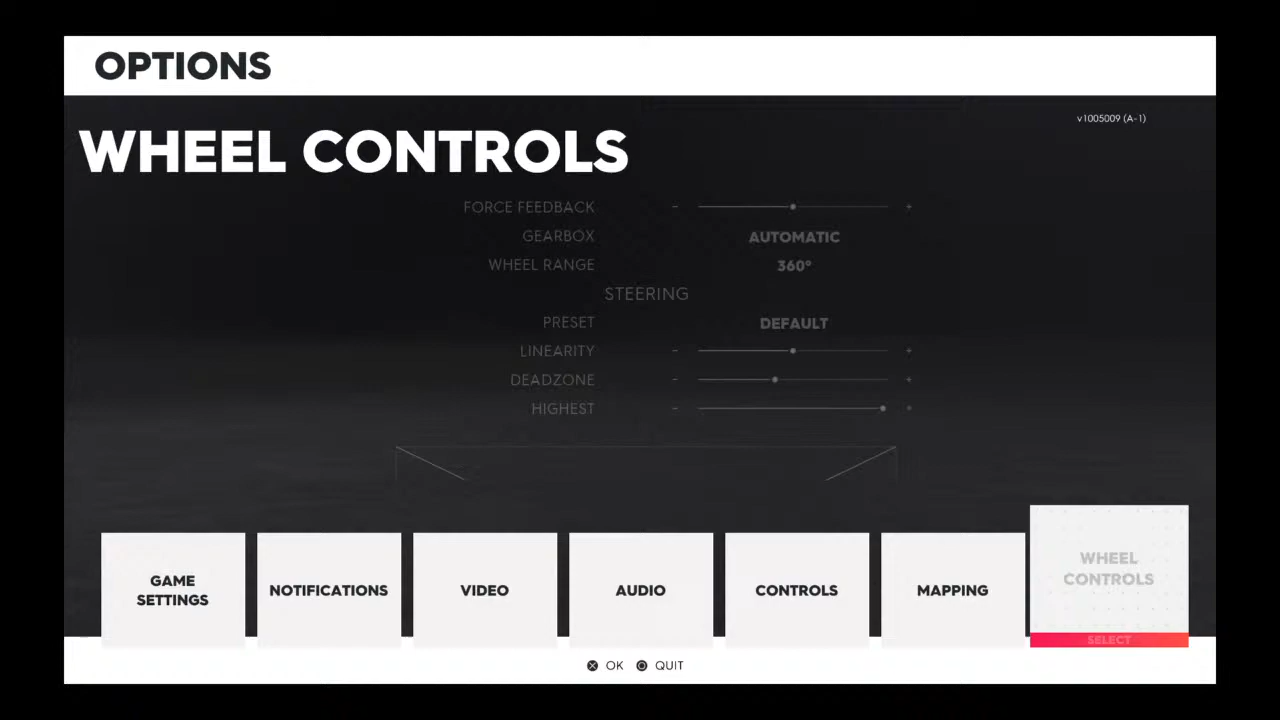 OPTIONS
v1005009 (A-1)
WHEEL CONTROLS
FORCE FEEDBACK - +
GEARBOX AUTOMATIC
WHEEL RANGE 360°
STEERING
PRESET DEFAULT
LINEARITY - +
DEADZONE - +
HIGHEST - +
GAME
SETTINGS
NOTIFICATIONS
VIDEO
AUDIO
CONTROLS
MAPPING
WHEEL
CONTROLS
SELECT
OK QUIT